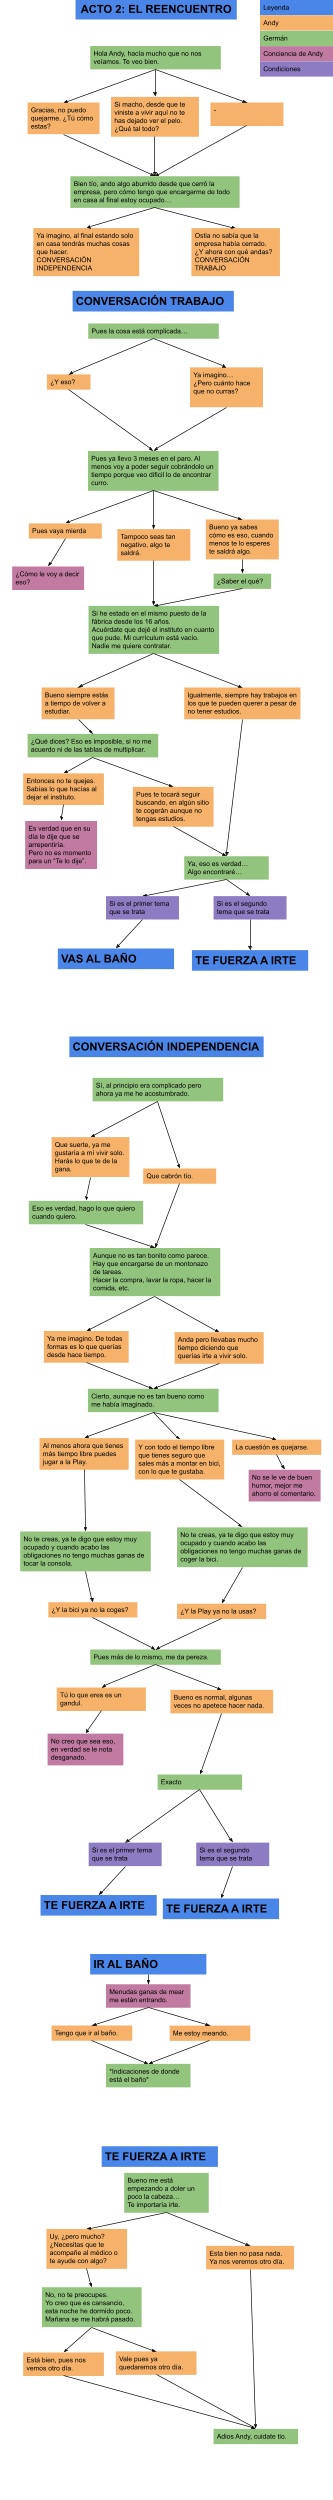 ACTO 2: EL REENCUENTRO
Leyenda
Andy
Germán
Conciencia de Andy
Condiciones
Hola Andy, hacía mucho que no nos
veíamos. Te veo bien.
Gracias, no puedo
quejarme. ¿Tú cómo
estas?
Si macho, desde que te
viniste a vivir aquí no te
has dejado ver el pelo.
¿Qué tal todo?
-
Bien tío, ando algo aburrido desde que cerró la
empresa, pero cómo tengo que encargarme de todo
en casa al final estoy ocupado…
Ya imagino, al final estando solo
en casa tendrás muchas cosas
que hacer.
CONVERSACIÓN
INDEPENDENCIA
Ostia no sabía que la
empresa había cerrado.
¿Y ahora con qué andas?
CONVERSACIÓN
TRABAJO
CONVERSACIÓN TRABAJO
Pues la cosa está complicada…
¿Y eso?
Ya imagino…
¿Pero cuánto hace
que no curras?
Pues ya llevo 3 meses en el paro. Al
menos voy a poder seguir cobrándolo un
tiempo porque veo difícil lo de encontrar
curro.
Pues vaya mierda
Tampoco seas tan
negativo, algo te
saldrá.
Bueno ya sabes
cómo es eso, cuando
menos te lo esperes
te saldrá algo.
¿Cómo le voy a decir
eso?
¿Saber el qué?
Si he estado en el mismo puesto de la
fábrica desde los 16 años.
Acuérdate que dejé el instituto en cuanto
que pude. Mi currículum está vacío.
Nadie me quiere contratar.
Bueno siempre estás
a tiempo de volver a
estudiar.
Igualmente, siempre hay trabajos en
los que te pueden querer a pesar de
no tener estudios.
¿Qué dices? Eso es imposible, si no me
acuerdo ni de las tablas de multiplicar.
Entonces no te quejes.
Sabías lo que hacías al
dejar el instituto.
Pues te tocará seguir
buscando, en algún sitio
te cogerán aunque no
tengas estudios.
Es verdad que en su
día le dije que se
arrepentiría.
Pero no es momento
para un "Te lo dije".
Ya, eso es verdad…
Algo encontraré…
Si es el primer tema
que se trata
Si es el segundo
tema que se trata
VAS AL BAÑO
TE FUERZA A IRTE
CONVERSACIÓN INDEPENDENCIA
Sí, al principio era complicado pero
ahora ya me he acostumbrado.
Que suerte, ya me
gustaría a mí vivir solo.
Harás lo que te de la
gana.
Que cabrón tío.
Eso es verdad, hago lo que quiero
cuando quiero.
Aunque no es tan bonito como parece.
Hay que encargarse de un montonazo
de tareas.
Hacer la compra, lavar la ropa, hacer la
comida, etc.
Ya me imagino. De todas
formas es lo que querías
desde hace tiempo.
Anda pero llevabas mucho
tiempo diciendo que
querías irte a vivir solo.
Cierto, aunque no es tan bueno como
me había imaginado.
Al menos ahora que tienes
más tiempo libre puedes
jugar a la Play.
Y con todo el tiempo libre
que tienes seguro que
sales más a montar en bici,
con lo que te gustaba.
La cuestión es quejarse.
No se le ve de buen
humor, mejor me
ahorro el comentario.
No te creas, ya te digo que estoy muy
ocupado y cuando acabo las
obligaciones no tengo muchas ganas de
tocar la consola.
No te creas, ya te digo que estoy muy
ocupado y cuando acabo las
obligaciones no tengo muchas ganas de
coger la bici.
¿Y la bici ya no la coges?
¿Y la Play ya no la usas?
Pues más de lo mismo, me da pereza.
Tú lo que eres es un
gandul.
Bueno es normal, algunas
veces no apetece hacer nada.
No creo que sea eso,
en verdad se le nota
desganado.
Exacto
Si es el primer tema
que se trata
Si es el segundo
tema que se trata
TE FUERZA A IRTE
TE FUERZA A IRTE
IR AL BAÑO
Menudas ganas de mear
me están entrando.
Tengo que ir al baño.
Me estoy meando.
*Indicaciones de donde
está el baño*
TE FUERZA A IRTE
Bueno me está
empezando a doler un
poco la cabeza…
Te importaría irte.
Uy, ¿pero mucho?
¿Necesitas que te
acompañe al médico o
te ayude con algo?
Esta bien no pasa nada.
Ya nos veremos otro día.
No, no te preocupes.
Yo creo que es cansancio,
esta noche he dormido poco.
Mañana se me habrá pasado.
Está bien, pues nos
vemos otro día.
Vale pues ya
quedaremos otro día.
Adios Andy, cuidate tío.